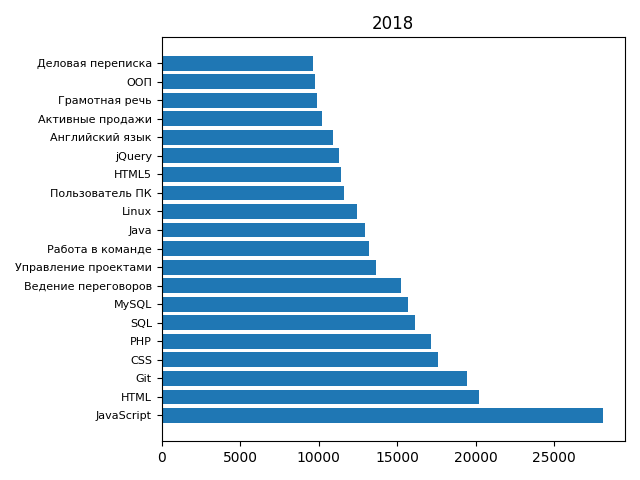 2018
Деловая переписка
ООП
Грамотная речь
Активные продажи
Английский язык
jQuery
HTML5
Пользователь ПК
Linux
Java
Работа в команде
Управление проектами
Ведение переговоров
MySQL
SQL
PHP
CSS
Git
HTML
JavaScript
0 5000 10000 15000 20000 25000